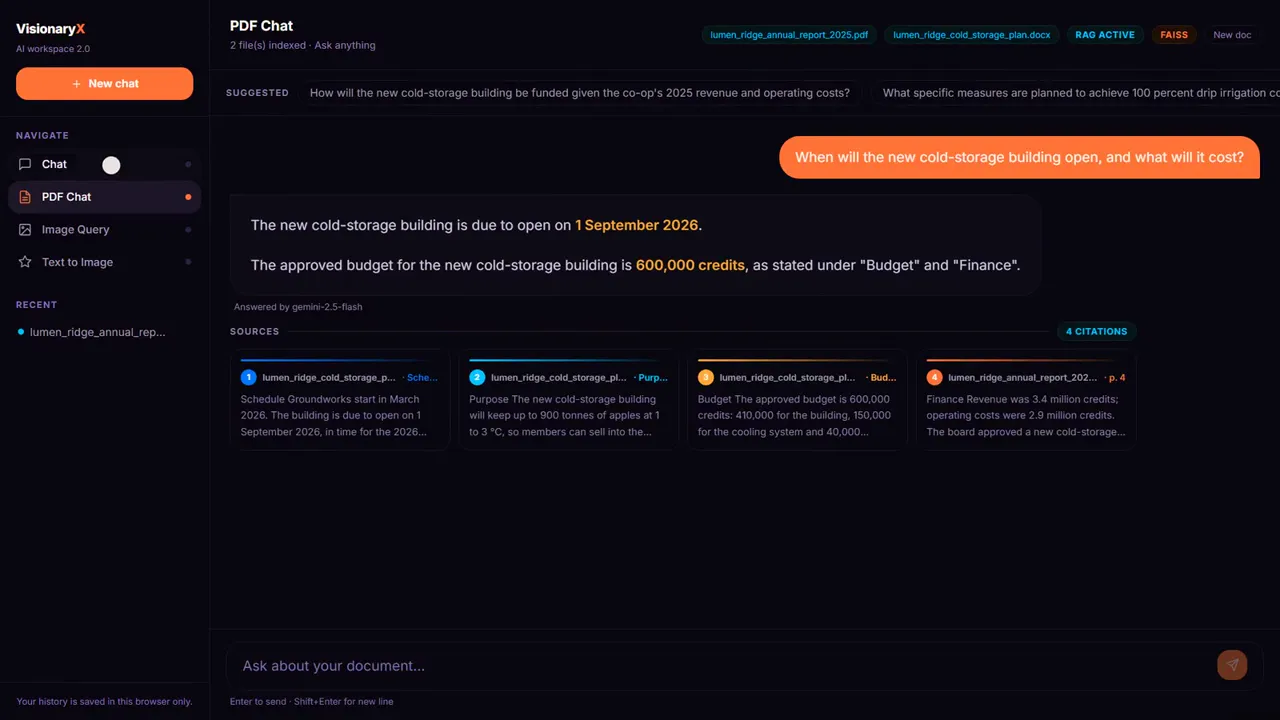 VisionaryX
AI workspace 2.0
+ New chat
NAVIGATE
Chat
PDF Chat
Image Query
Text to Image
RECENT
lumen_ridge_annual_rep...
Your history is saved in this browser only.
PDF Chat
2 file(s) indexed · Ask anything
lumen_ridge_annual_report_2025.pdf
lumen_ridge_cold_storage_plan.docx
RAG ACTIVE
FAISS
New doc
SUGGESTED
How will the new cold-storage building be funded given the co-op's 2025 revenue and operating costs?
What specific measures are planned to achieve 100 percent drip irrigation co
When will the new cold-storage building open, and what will it cost?
The new cold-storage building is due to open on 1 September 2026.
The approved budget for the new cold-storage building is 600,000 credits, as stated under "Budget" and "Finance".
Answered by gemini-2.5-flash
SOURCES
4 CITATIONS
1 lumen_ridge_cold_storage_p... · Sche...
Schedule Groundworks start in March
2026. The building is due to open on 1
September 2026, in time for the 2026...
2 lumen_ridge_cold_storage_pl... · Purp...
Purpose The new cold-storage building
will keep up to 900 tonnes of apples at 1
to 3 °C, so members can sell into the...
3 lumen_ridge_cold_storage_pl... · Bud...
Budget The approved budget is 600,000
credits: 410,000 for the building, 150,000
for the cooling system and 40,000...
4 lumen_ridge_annual_report_202... · p. 4
Finance Revenue was 3.4 million credits;
operating costs were 2.9 million credits.
The board approved a new cold-storage...
Ask about your document...
Enter to send · Shift+Enter for new line